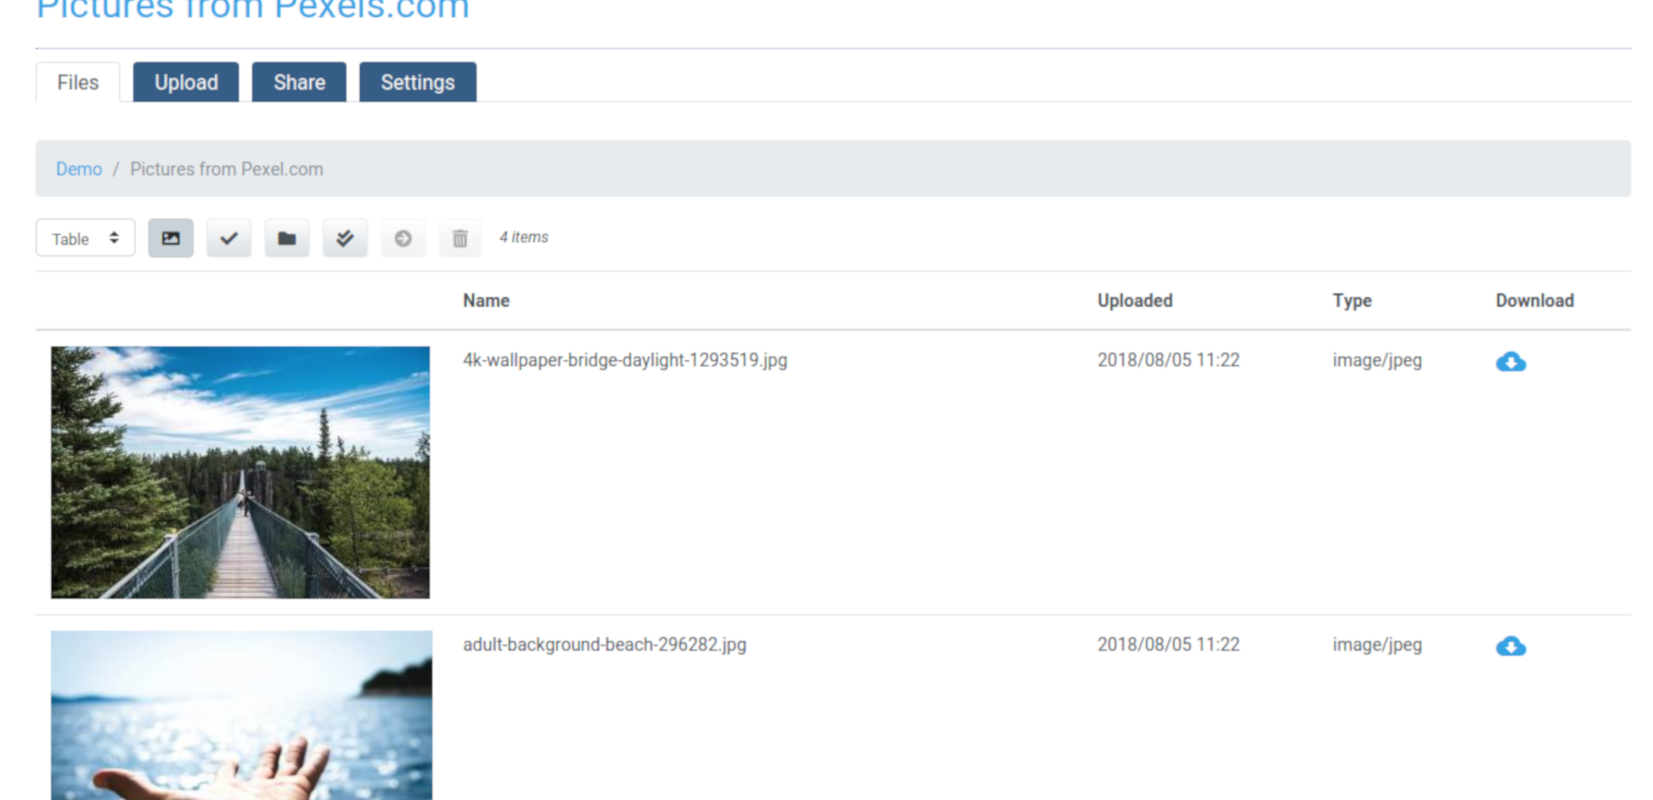 Pictures from Pexels.com
Files Upload Share Settings
Demo / Pictures from Pexel.com
Table 4 items
Name Uploaded Type Download
4k-wallpaper-bridge-daylight-1293519.jpg 2018/08/05 11:22 image/jpeg
adult-background-beach-296282.jpg 2018/08/05 11:22 image/jpeg